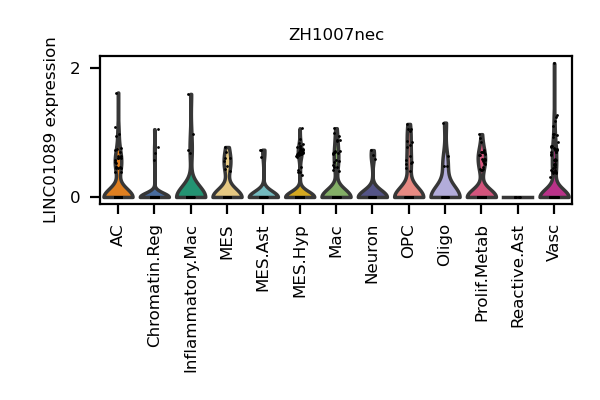 ZH1007nec
LINC01089 expression
2
0
AC
Chromatin.Reg
Inflammatory.Mac
MES
MES.Ast
MES.Hyp
Mac
Neuron
OPC
Oligo
Prolif.Metab
Reactive.Ast
Vasc